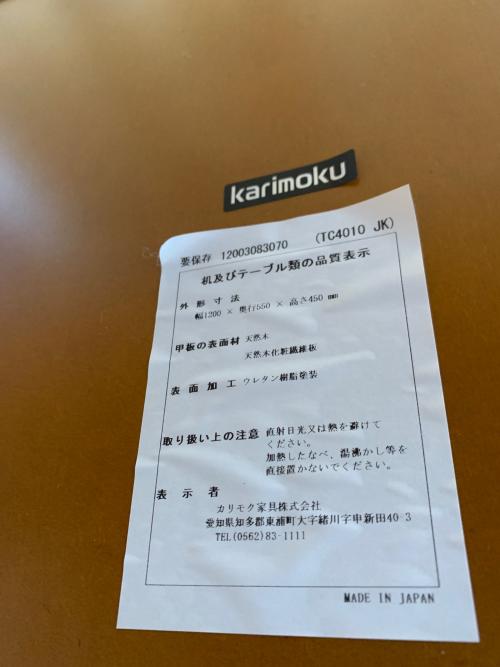 karimoku
要保存 12003083070 (TC4010 JK)
机及びテーブル類の品質表示
外形寸法
幅1200 × 奥行550 × 高さ450 mm
甲板の表面材 天然木
天然木化粧繊維板
表面加工 ウレタン樹脂塗装
取り扱い上の注意 直射日光又は熱を避けて
ください。
加熱したなべ、湯沸かし等を
直接置かないでください。
表示者
カリモク家具株式会社
愛知県知多郡東浦町大字緒川字申新田40-3
TEL(0562)83-1111
MADE IN JAPAN